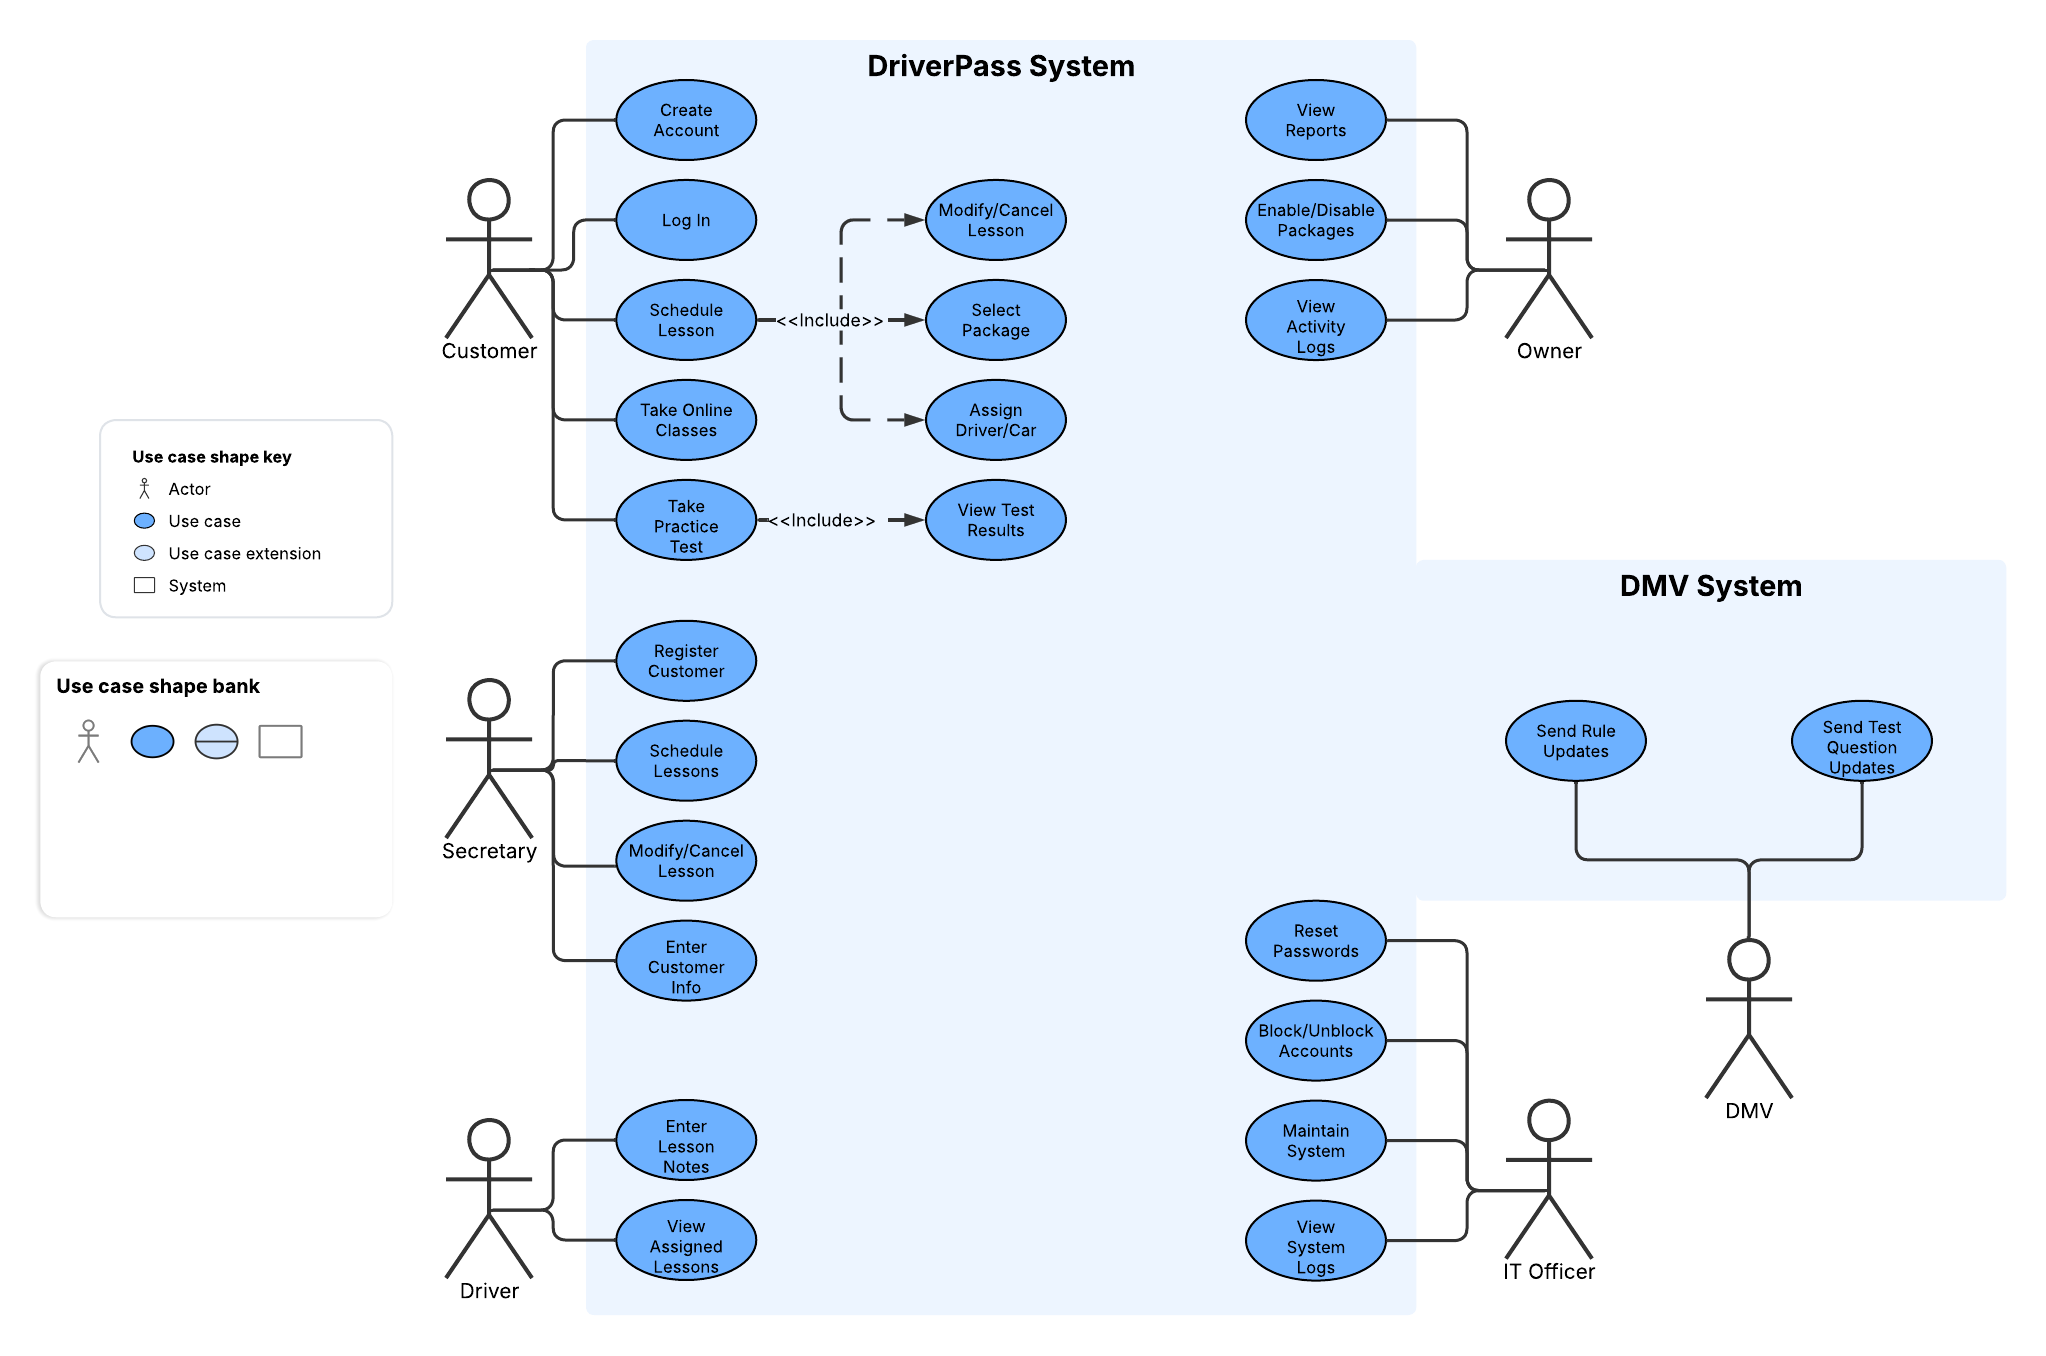 DriverPass System
Create
Account
Log In
Schedule
Lesson
<<Include>>
Modify/Cancel
Lesson
Select
Package
Assign
Driver/Car
Take Online
Classes
Take
Practice
Test
<<Include>>
View Test
Results
Customer
View
Reports
Enable/Disable
Packages
View
Activity
Logs
Owner
Use case shape key
Actor
Use case
Use case extension
System
Use case shape bank
Register
Customer
Schedule
Lessons
Modify/Cancel
Lesson
Enter
Customer
Info
Secretary
DMV System
Send Rule
Updates
Send Test
Question
Updates
DMV
Enter
Lesson
Notes
View
Assigned
Lessons
Driver
Reset
Passwords
Block/Unblock
Accounts
Maintain
System
View
System
Logs
IT Officer